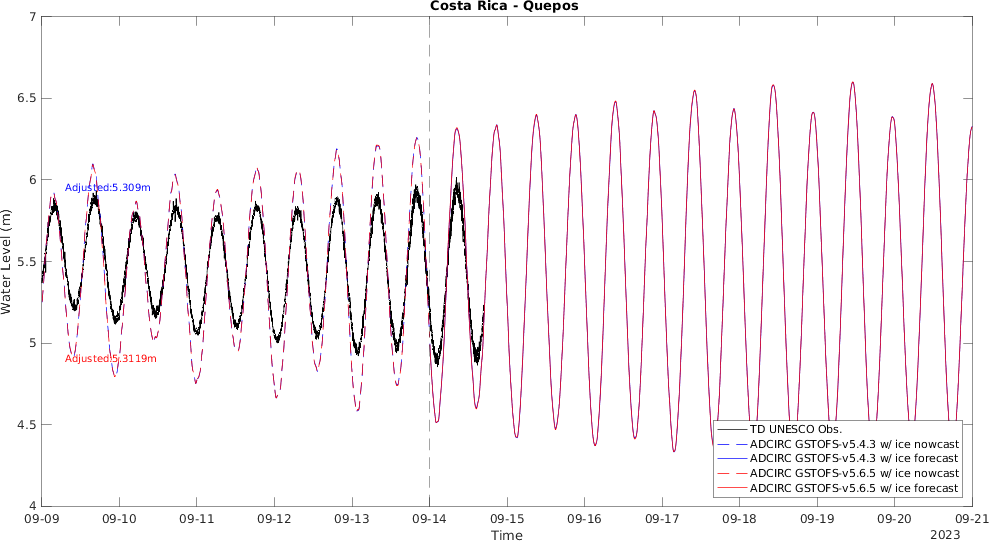 Costa Rica - Quepos
7
6.5
6
5.5
5
4.5
4
Water Level (m)
Adjusted:5.309m
Adjusted:5.3119m
TD UNESCO Obs.
ADCIRC GSTOFS-v5.4.3 w/ ice nowcast
ADCIRC GSTOFS-v5.4.3 w/ ice forecast
ADCIRC GSTOFS-v5.6.5 w/ ice nowcast
ADCIRC GSTOFS-v5.6.5 w/ ice forecast
09-09 09-10 09-11 09-12 09-13 09-14 09-15 09-16 09-17 09-18 09-19 09-20 09-21
Time
2023